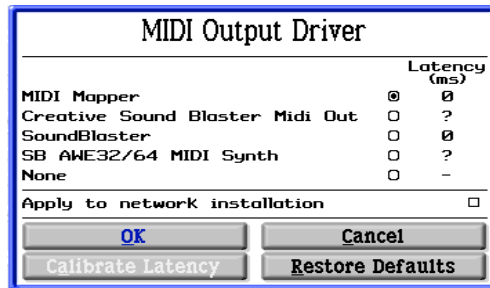 MIDI Output Driver
Latency
(ms)
MIDI Mapper 0
Creative Sound Blaster Midi Out ?
SoundBlaster 0
SB AWE32/64 MIDI Synth ?
None -
Apply to network installation
OK Cancel
Calibrate Latency Restore Defaults